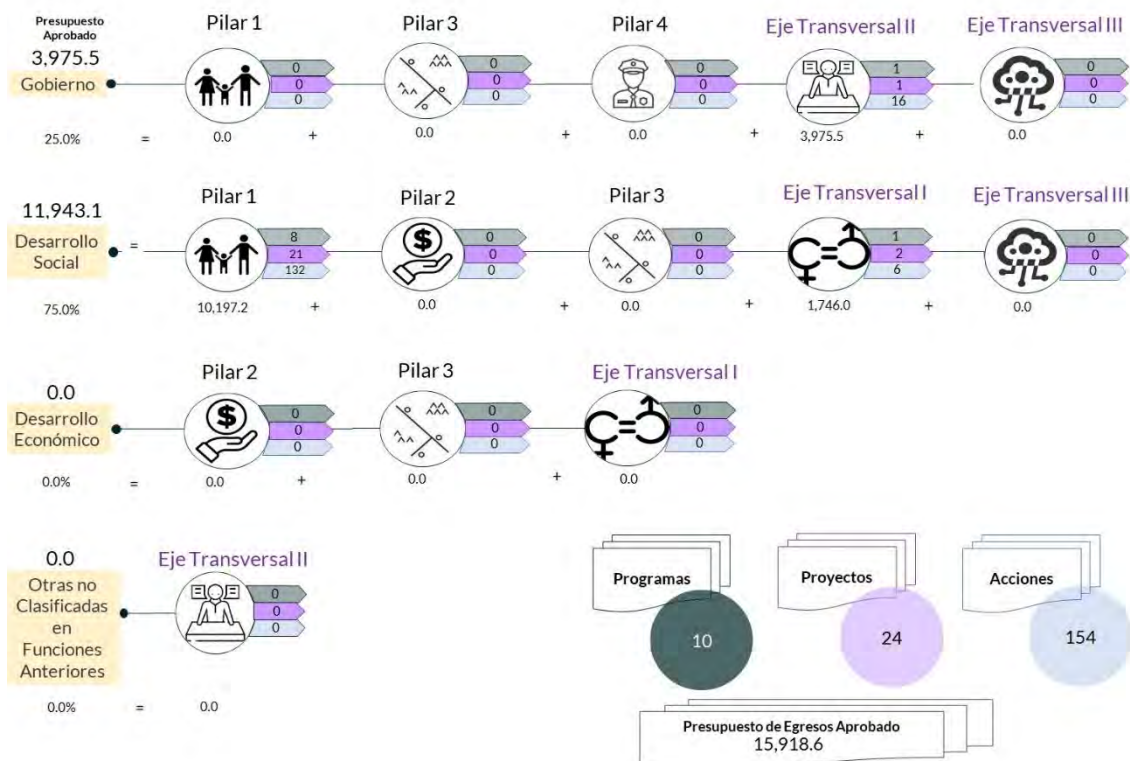 Presupuesto
Aprobado
3,975.5
Gobierno
25.0%
=
Pilar 1
0
0
0
0.0
+
Pilar 3
0
0
0
0.0
+
Pilar 4
0
0
0
0.0
+
Eje Transversal II
1
1
16
3,975.5
+
Eje Transversal III
0
0
0
0.0
11,943.1
Desarrollo
Social
75.0%
=
Pilar 1
8
21
132
10,197.2
+
Pilar 2
$
0
0
0
0.0
+
Pilar 3
0
0
0
0.0
+
Eje Transversal I
1
2
6
1,746.0
+
Eje Transversal III
0
0
0
0.0
0.0
Desarrollo
Económico
0.0%
=
Pilar 2
$
0
0
0
0.0
+
Pilar 3
0
0
0
0.0
+
Eje Transversal I
0
0
0
0.0
0.0
Otras no
Clasificadas
en
Funciones
Anteriores
0.0%
=
Eje Transversal II
0
0
0
0.0
Programas
10
Proyectos
24
Acciones
154
Presupuesto de Egresos Aprobado
15,918.6